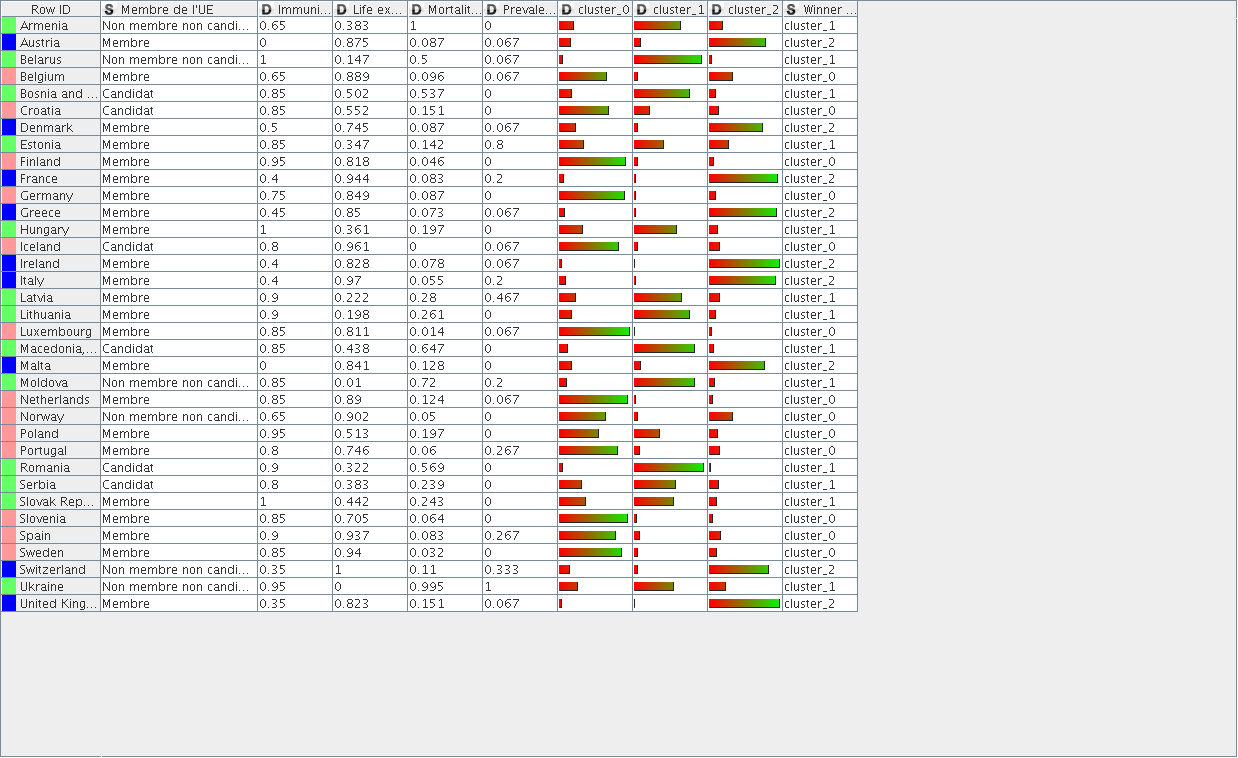 Row ID S Membre de l'UE D Immuni... D Life ex... D Mortalit... D Prevale... D cluster_0 D cluster_1 D cluster_2 S Winner ...
Armenia Non membre non candi... 0.65 0.383 1 0 cluster_1
Austria Membre 0 0.875 0.087 0.067 cluster_2
Belarus Non membre non candi... 1 0.147 0.5 0.067 cluster_1
Belgium Membre 0.65 0.889 0.096 0.067 cluster_0
Bosnia and ... Candidat 0.85 0.502 0.537 0 cluster_1
Croatia Candidat 0.85 0.552 0.151 0 cluster_0
Denmark Membre 0.5 0.745 0.087 0.067 cluster_2
Estonia Membre 0.85 0.347 0.142 0.8 cluster_1
Finland Membre 0.95 0.818 0.046 0 cluster_0
France Membre 0.4 0.944 0.083 0.2 cluster_2
Germany Membre 0.75 0.849 0.087 0 cluster_0
Greece Membre 0.45 0.85 0.073 0.067 cluster_2
Hungary Membre 1 0.361 0.197 0 cluster_1
Iceland Candidat 0.8 0.961 0 0.067 cluster_0
Ireland Membre 0.4 0.828 0.078 0.067 cluster_2
Italy Membre 0.4 0.97 0.055 0.2 cluster_2
Latvia Membre 0.9 0.222 0.28 0.467 cluster_1
Lithuania Membre 0.9 0.198 0.261 0 cluster_1
Luxembourg Membre 0.85 0.811 0.014 0.067 cluster_0
Macedonia,... Candidat 0.85 0.438 0.647 0 cluster_1
Malta Membre 0 0.841 0.128 0 cluster_2
Moldova Non membre non candi... 0.85 0.01 0.72 0.2 cluster_1
Netherlands Membre 0.85 0.89 0.124 0.067 cluster_0
Norway Non membre non candi... 0.65 0.902 0.05 0 cluster_0
Poland Membre 0.95 0.513 0.197 0 cluster_0
Portugal Membre 0.8 0.746 0.06 0.267 cluster_0
Romania Candidat 0.9 0.322 0.569 0 cluster_1
Serbia Candidat 0.8 0.383 0.239 0 cluster_1
Slovak Rep... Membre 1 0.442 0.243 0 cluster_1
Slovenia Membre 0.85 0.705 0.064 0 cluster_0
Spain Membre 0.9 0.937 0.083 0.267 cluster_0
Sweden Membre 0.85 0.94 0.032 0 cluster_0
Switzerland Non membre non candi... 0.35 1 0.11 0.333 cluster_2
Ukraine Non membre non candi... 0.95 0 0.995 1 cluster_1
United King... Membre 0.35 0.823 0.151 0.067 cluster_2